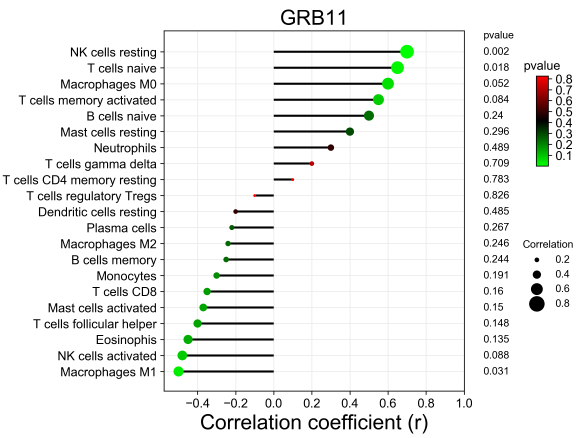 GRB11
pvalue
NK cells resting 0.002
T cells naive 0.018
Macrophages M0 0.052
T cells memory activated 0.084
B cells naive 0.24
Mast cells resting 0.296
Neutrophils 0.489
T cells gamma delta 0.709
T cells CD4 memory resting 0.783
T cells regulatory Tregs 0.826
Dendritic cells resting 0.485
Plasma cells 0.267
Macrophages M2 0.246
B cells memory 0.244
Monocytes 0.191
T cells CD8 0.16
Mast cells activated 0.15
T cells follicular helper 0.148
Eosinophis 0.135
NK cells activated 0.088
Macrophages M1 0.031
−0.4 −0.2 0.0 0.2 0.4 0.6 0.8 1.0
Correlation coefficient (r)
pvalue
0.8
0.7
0.6
0.5
0.4
0.3
0.2
0.1
Correlation
0.2
0.4
0.6
0.8